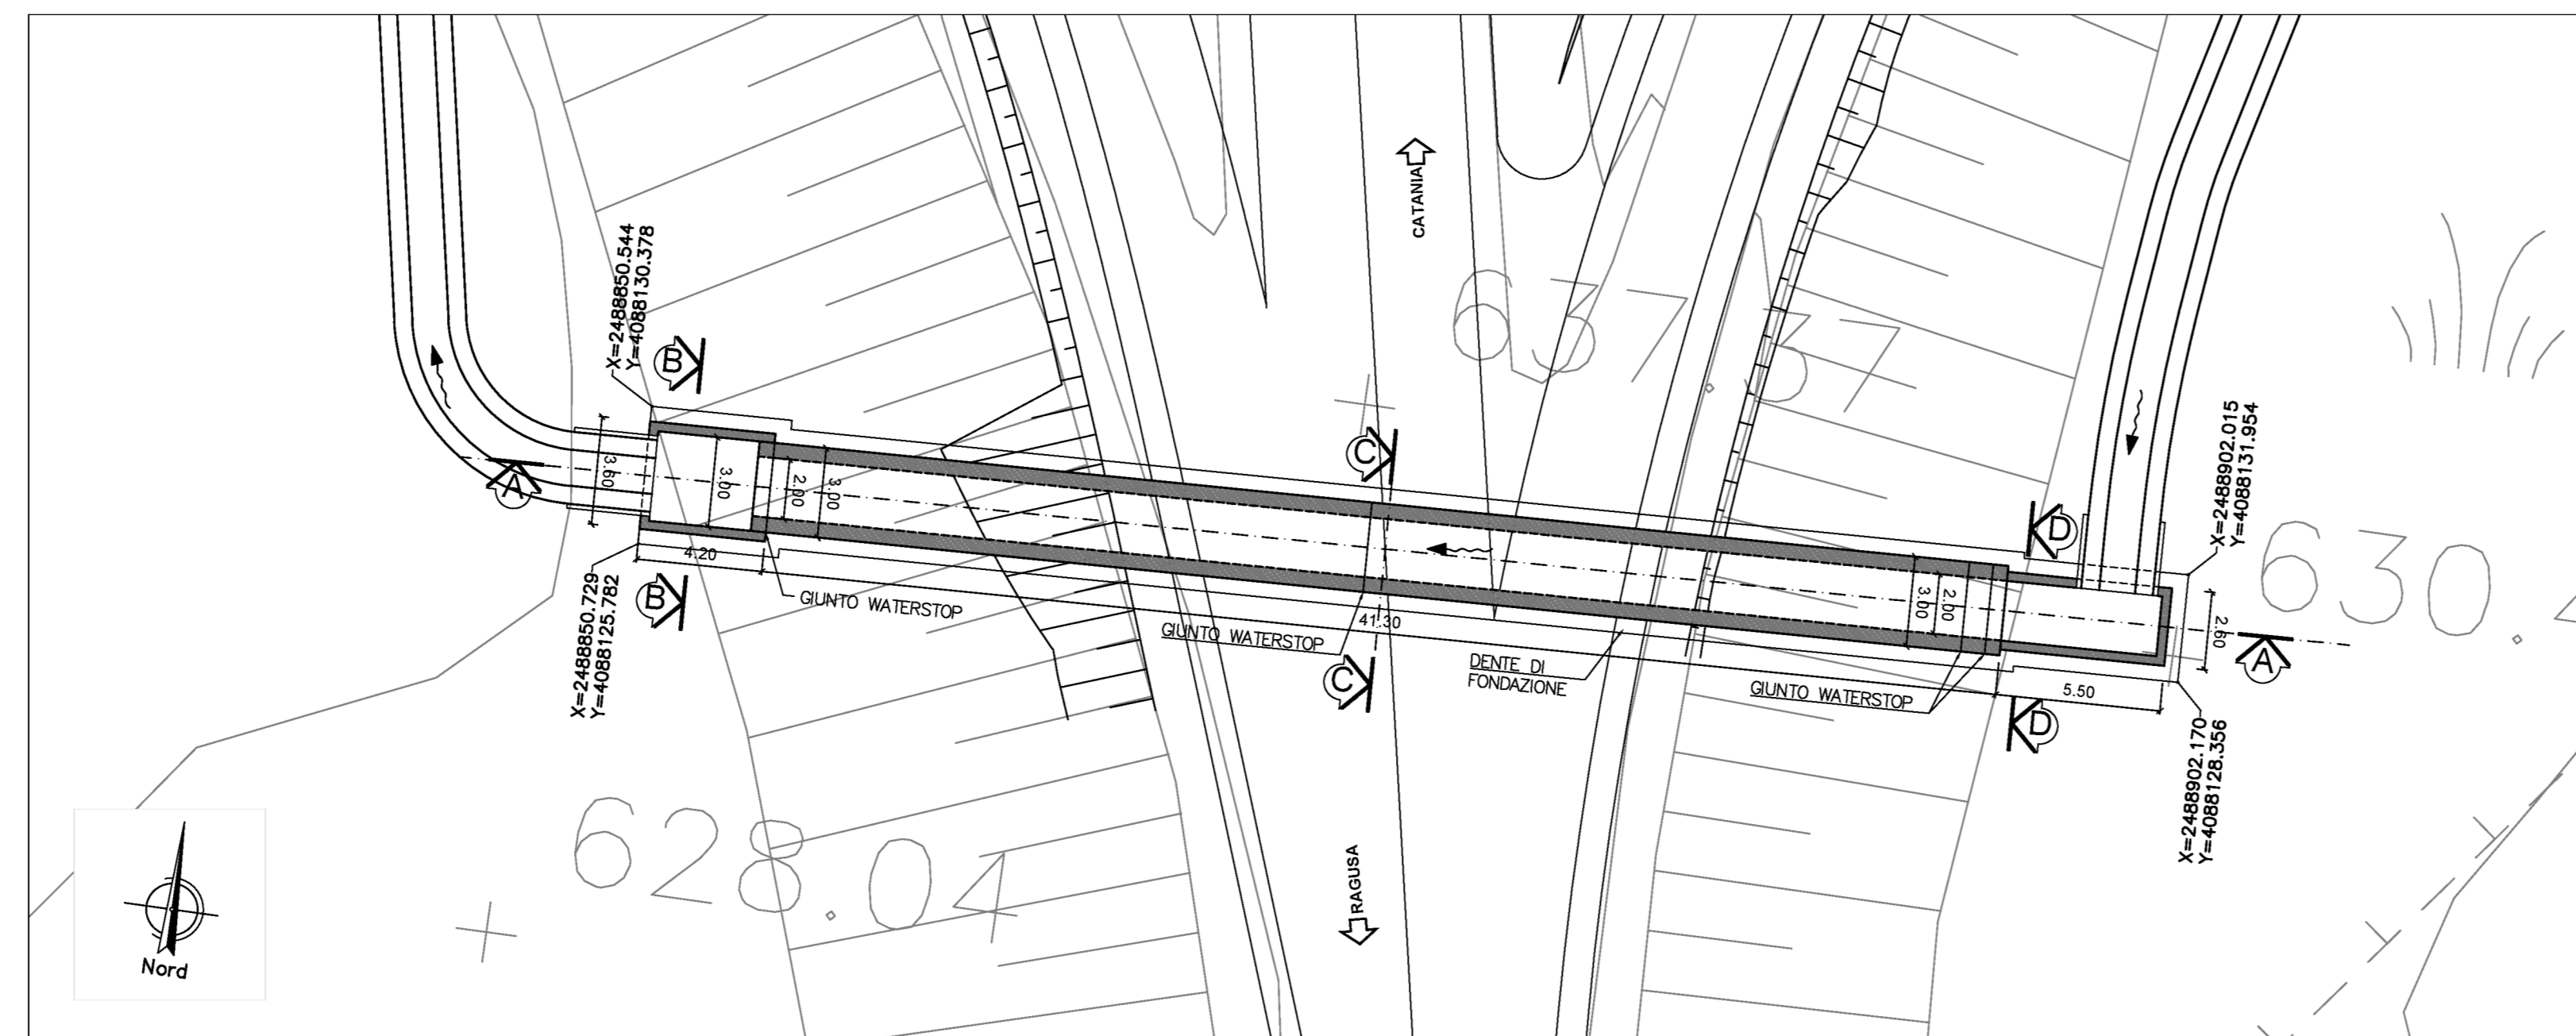 CATANIA
X=2488850.544
Y=4088130.378
B
637
37
C
A
3.60
3.00
2.00
3.00
4.20
X=2488850.729
Y=4088125.782
B
GIUNTO WATERSTOP
GIUNTO WATERSTOP
41.30
C
DENTE DI
FONDAZIONE
3.00
2.00
GIUNTO WATERSTOP
D
X=2488902.015
Y=4088131.954
2.60
A
5.50
D
X=2488902.170
Y=4088128.356
630.
628.04
RAGUSA
Nord